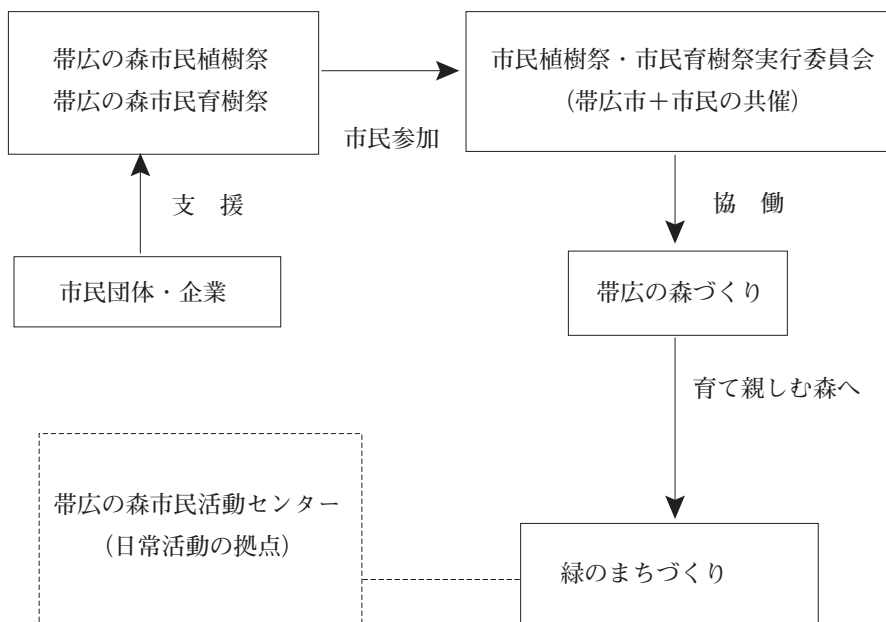 帯広の森市民植樹祭
帯広の森市民育樹祭
市民参加
市民植樹祭・市民育樹祭実行委員会
（帯広市＋市民の共催）
支　援
協　働
市民団体・企業
帯広の森づくり
育て親しむ森へ
帯広の森市民活動センター
（日常活動の拠点）
緑のまちづくり